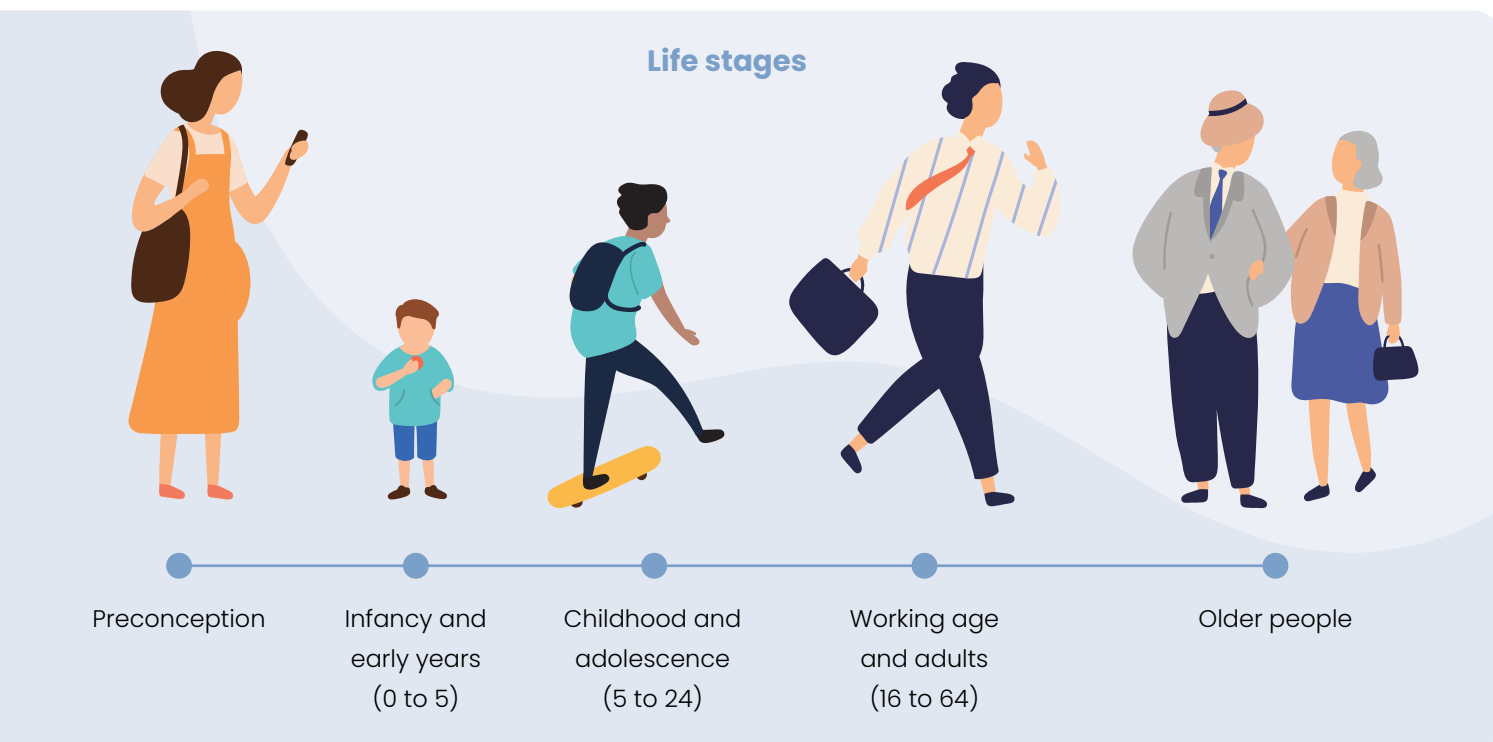 Life stages
Preconception
Infancy and
early years
(0 to 5)
Childhood and
adolescence
(5 to 24)
Working age
and adults
(16 to 64)
Older people